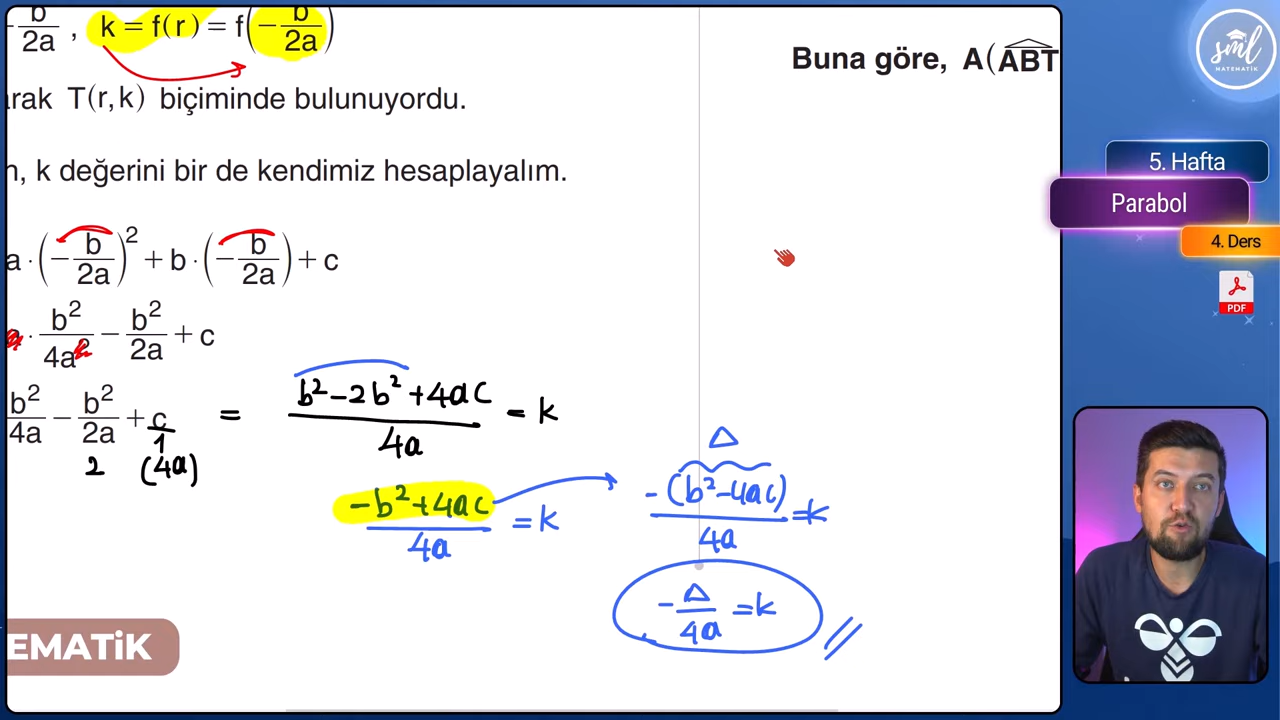 -b/2a , k = f(r) = f(-b/2a)
arak T(r,k) biçiminde bulunuyordu.
n, k değerini bir de kendimiz hesaplayalım.
a · (-b/2a)² + b · (-b/2a) + c
a · b²/4a² - b²/2a + c
b²/4a - b²/2a + c/1 = b²-2b²+4ac/4a = k
2 (4a)
-b²+4ac/4a = k
Δ
-(b²-4ac)/4a = k
-Δ/4a = k
EMATiK
Buna göre, A(ABT
sml
MATEMATİK
5. Hafta
Parabol
4. Ders
PDF